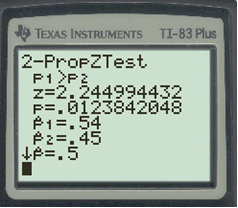 TEXAS INSTRUMENTS TI-83 Plus
2-PropZTest
p₁>p₂
z=2.244994432
p=.0123842048
p̂₁=.54
p̂₂=.45
↓p̂=.5